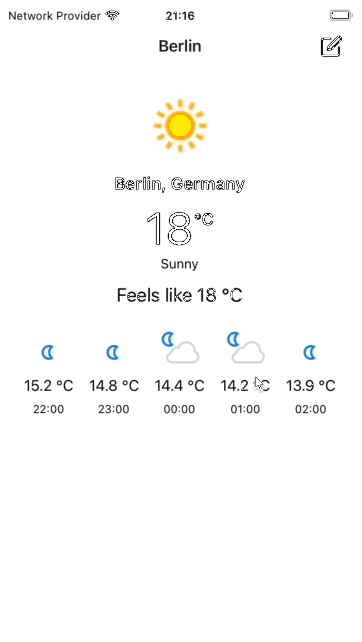 Network Provider 21:16
Berlin
Berlin, Germany
18°C
Sunny
Feels like 18 °C
15.2 °C 14.8 °C 14.4 °C 14.2 °C 13.9 °C
22:00 23:00 00:00 01:00 02:00